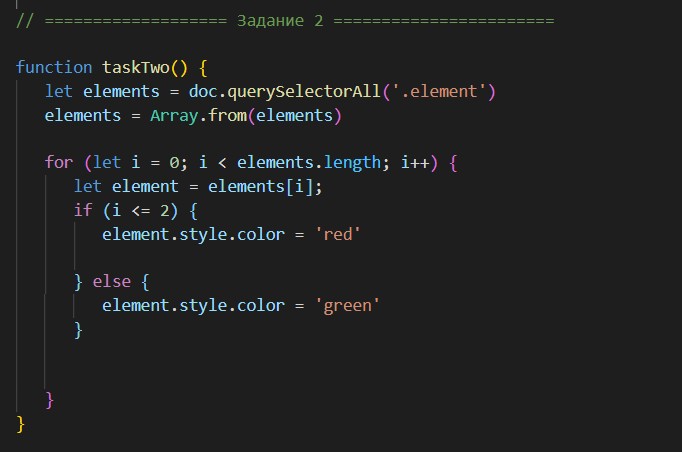 // =================== Задание 2 =======================
function taskTwo() {
let elements = doc.querySelectorAll('.element')
elements = Array.from(elements)
for (let i = 0; i < elements.length; i++) {
let element = elements[i];
if (i <= 2) {
element.style.color = 'red'
} else {
element.style.color = 'green'
}
}
}